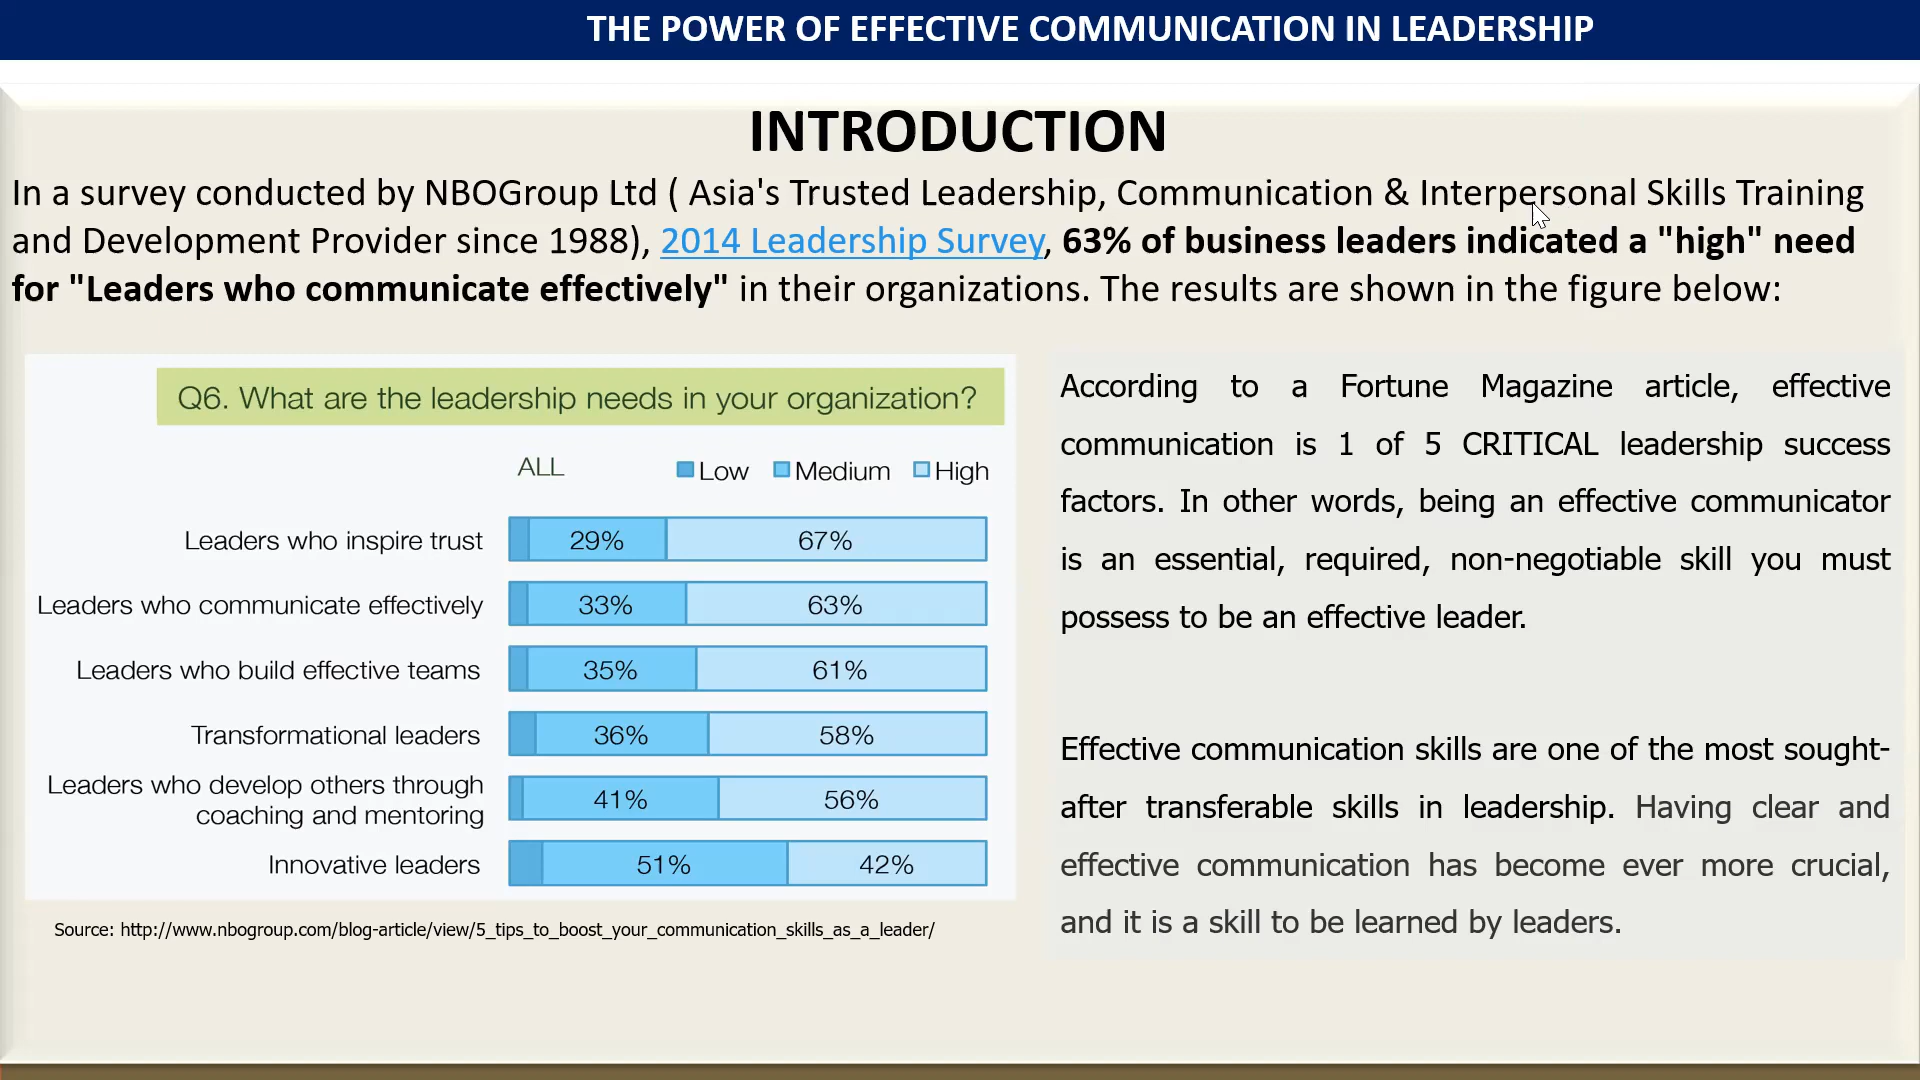 THE POWER OF EFFECTIVE COMMUNICATION IN LEADERSHIP
INTRODUCTION
In a survey conducted by NBOGroup Ltd ( Asia's Trusted Leadership, Communication & Interpersonal Skills Training
and Development Provider since 1988), 2014 Leadership Survey, 63% of business leaders indicated a "high" need
for "Leaders who communicate effectively" in their organizations. The results are shown in the figure below:
Q6. What are the leadership needs in your organization?
ALL Low Medium High
Leaders who inspire trust 29% 67%
Leaders who communicate effectively 33% 63%
Leaders who build effective teams 35% 61%
Transformational leaders 36% 58%
Leaders who develop others through
coaching and mentoring 41% 56%
Innovative leaders 51% 42%
Source: http://www.nbogroup.com/blog-article/view/5_tips_to_boost_your_communication_skills_as_a_leader/
According to a Fortune Magazine article, effective
communication is 1 of 5 CRITICAL leadership success
factors. In other words, being an effective communicator
is an essential, required, non-negotiable skill you must
possess to be an effective leader.
Effective communication skills are one of the most sought-
after transferable skills in leadership. Having clear and
effective communication has become ever more crucial,
and it is a skill to be learned by leaders.